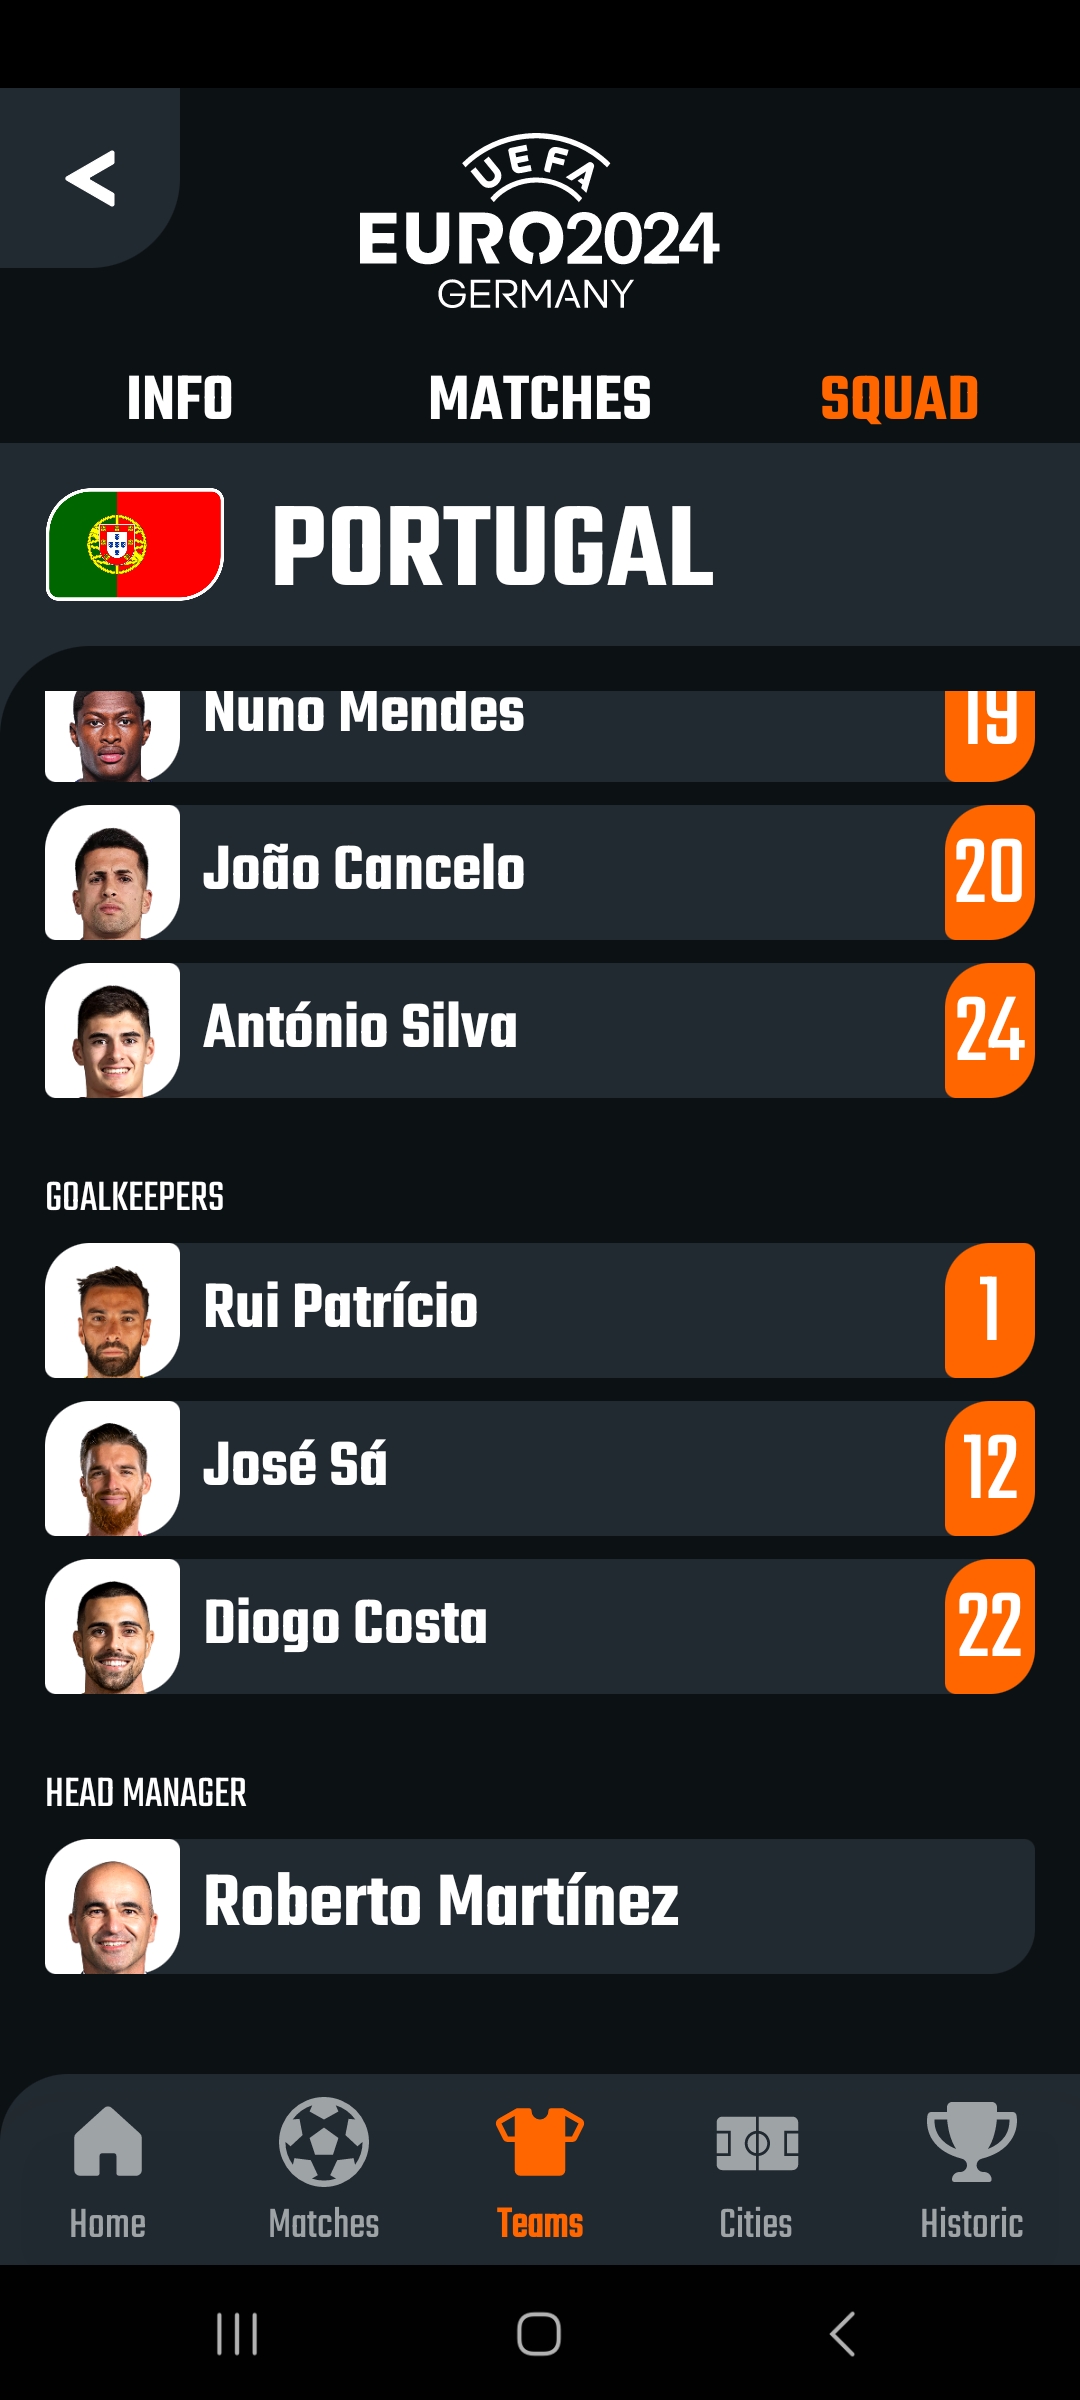 <
UEFA
EURO2024
GERMANY
INFO MATCHES SQUAD
PORTUGAL
Nuno Mendes 19
João Cancelo 20
António Silva 24
GOALKEEPERS
Rui Patrício 1
José Sá 12
Diogo Costa 22
HEAD MANAGER
Roberto Martínez
Home Matches Teams Cities Historic